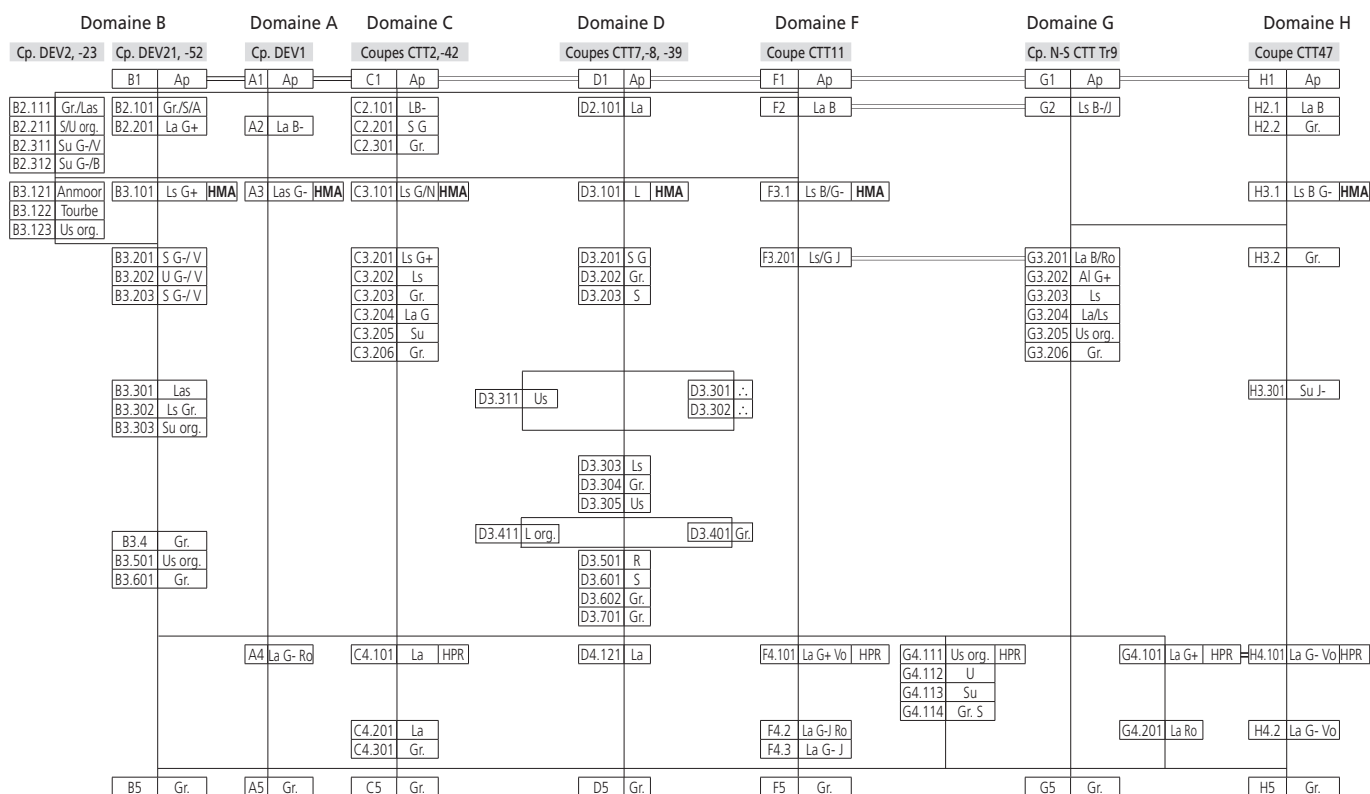 Domaine B Domaine A Domaine C Domaine D Domaine F Domaine G Domaine H
Cp. DEV2, -23 Cp. DEV21, -52 Cp. DEV1 Coupes CTT2,-42 Coupes CTT7,-8, -39 Coupe CTT11 Cp. N-S CTT Tr9 Coupe CTT47
B1 Ap A1 Ap C1 Ap D1 Ap F1 Ap G1 Ap H1 Ap
B2.111 Gr./Las B2.101 Gr./S/A C2.101 LB- D2.101 La F2 La B G2 Ls B-/J H2.1 La B
B2.211 S/U org. B2.201 La G+ A2 La B- C2.201 S G H2.2 Gr.
B2.311 Su G-/V C2.301 Gr.
B2.312 Su G-/B
B3.121 Anmoor B3.101 Ls G+ HMA A3 Las G- HMA C3.101 Ls G/N HMA D3.101 L HMA F3.1 Ls B/G- HMA H3.1 Ls B G- HMA
B3.122 Tourbe
B3.123 Us org.
B3.201 S G-/ V C3.201 Ls G+ D3.201 S G F3.201 Ls/G J G3.201 La B/Ro H3.2 Gr.
B3.202 U G-/ V C3.202 Ls D3.202 Gr. G3.202 Al G+
B3.203 S G-/ V C3.203 Gr. D3.203 S G3.203 Ls
C3.204 La G G3.204 La/Ls
C3.205 Su G3.205 Us org.
C3.206 Gr. G3.206 Gr.
B3.301 Las D3.311 Us D3.301 ∴ H3.301 Su J-
B3.302 Ls Gr. D3.302 ∴
B3.303 Su org.
D3.303 Ls
D3.304 Gr.
D3.305 Us
B3.4 Gr. D3.411 L org. D3.401 Gr.
B3.501 Us org. D3.501 R
B3.601 Gr. D3.601 S
D3.602 Gr.
D3.701 Gr.
A4 La G- Ro C4.101 La HPR D4.121 La F4.101 La G+ Vo HPR G4.111 Us org. HPR G4.101 La G+ HPR H4.101 La G- Vo HPR
G4.112 U
G4.113 Su
G4.114 Gr. S
C4.201 La F4.2 La G-J Ro G4.201 La Ro H4.2 La G- Vo
C4.301 Gr. F4.3 La G- J
B5 Gr. A5 Gr. C5 Gr. D5 Gr. F5 Gr. G5 Gr. H5 Gr.